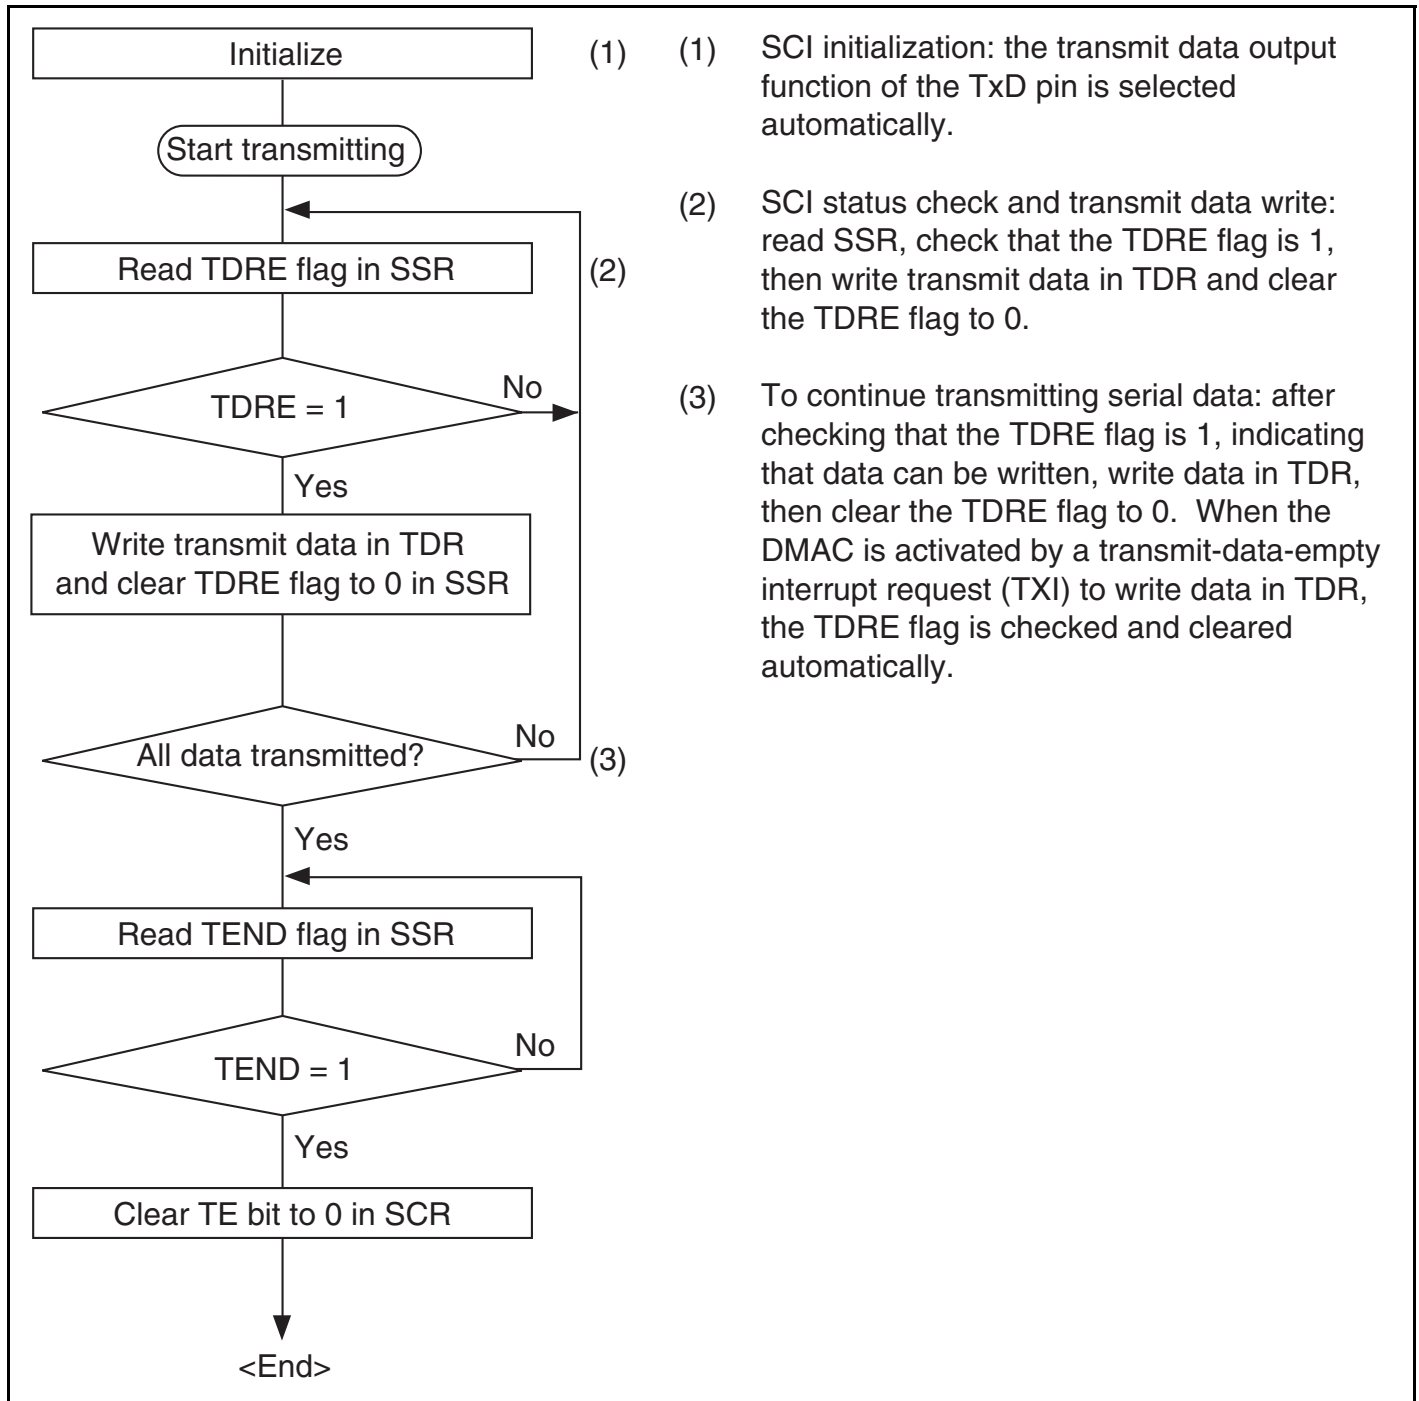 Initialize
(1)
Start transmitting
Read TDRE flag in SSR
(2)
TDRE = 1
No
Yes
Write transmit data in TDR
and clear TDRE flag to 0 in SSR
All data transmitted?
No
(3)
Yes
Read TEND flag in SSR
TEND = 1
No
Yes
Clear TE bit to 0 in SCR
<End>
(1) SCI initialization: the transmit data output
function of the TxD pin is selected
automatically.
(2) SCI status check and transmit data write:
read SSR, check that the TDRE flag is 1,
then write transmit data in TDR and clear
the TDRE flag to 0.
(3) To continue transmitting serial data: after
checking that the TDRE flag is 1, indicating
that data can be written, write data in TDR,
then clear the TDRE flag to 0. When the
DMAC is activated by a transmit-data-empty
interrupt request (TXI) to write data in TDR,
the TDRE flag is checked and cleared
automatically.